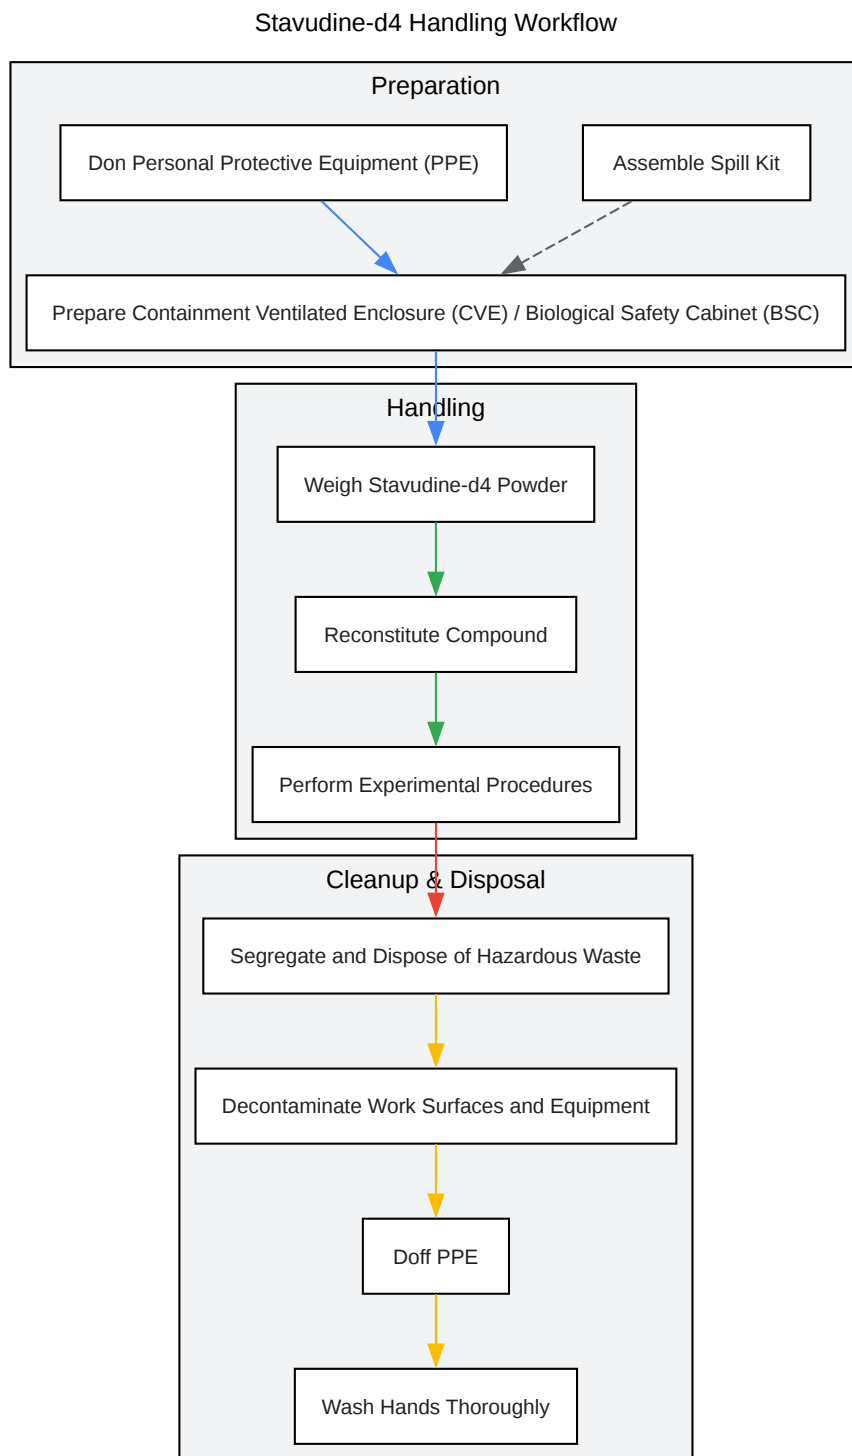 Stavudine-d4 Handling Workflow
Preparation
Don Personal Protective Equipment (PPE)
Assemble Spill Kit
Prepare Containment Ventilated Enclosure (CVE) / Biological Safety Cabinet (BSC)
Handling
Weigh Stavudine-d4 Powder
Reconstitute Compound
Perform Experimental Procedures
Cleanup & Disposal
Segregate and Dispose of Hazardous Waste
Decontaminate Work Surfaces and Equipment
Doff PPE
Wash Hands Thoroughly